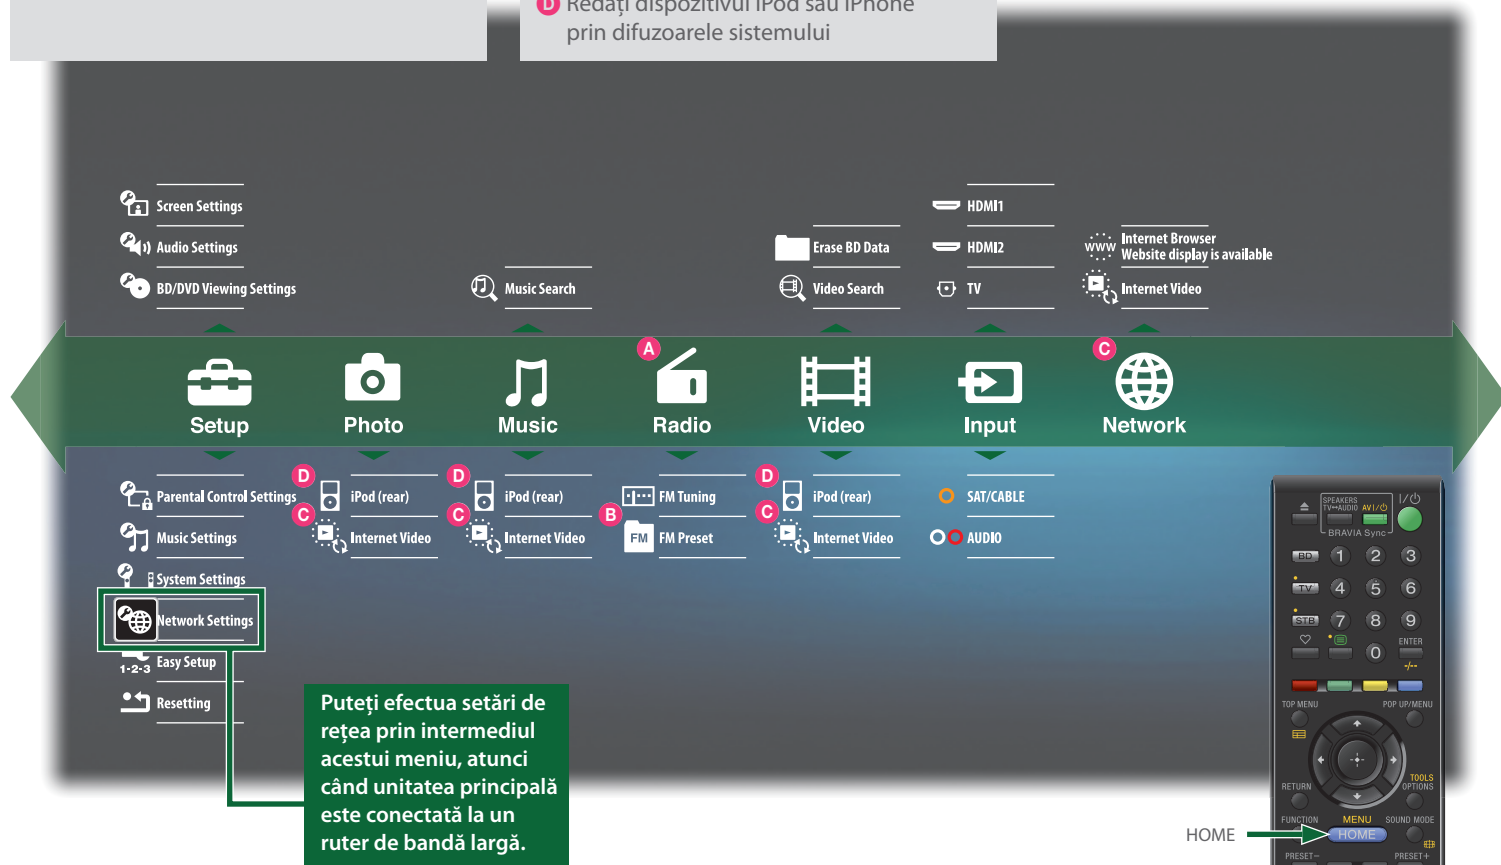 D Redați dispozitivul iPod sau iPhone
prin difuzoarele sistemului
Screen Settings
Audio Settings
BD/DVD Viewing Settings
Music Search
Erase BD Data
Video Search
HDMI1
HDMI2
TV
www Internet Browser
Website display is available
Internet Video
A
C
Setup
Photo
Music
Radio
Video
Input
Network
Parental Control Settings
Music Settings
System Settings
Network Settings
1-2-3 Easy Setup
Resetting
D iPod (rear)
C Internet Video
D iPod (rear)
C Internet Video
FM Tuning
B FM FM Preset
D iPod (rear)
C Internet Video
SAT/CABLE
AUDIO
Puteți efectua setări de
rețea prin intermediul
acestui meniu, atunci
când unitatea principală
este conectată la un
ruter de bandă largă.
SPEAKERS
TV↔AUDIO AV I/⏻ I/⏻
BRAVIA Sync
BD 1 2 3
TV 4 5 6
STB 7 8 9
0 ENTER
-/--
TOP MENU POP UP/MENU
TOOLS
RETURN OPTIONS
FUNCTION MENU SOUND MODE
HOME HOME
PRESET– PRESET+